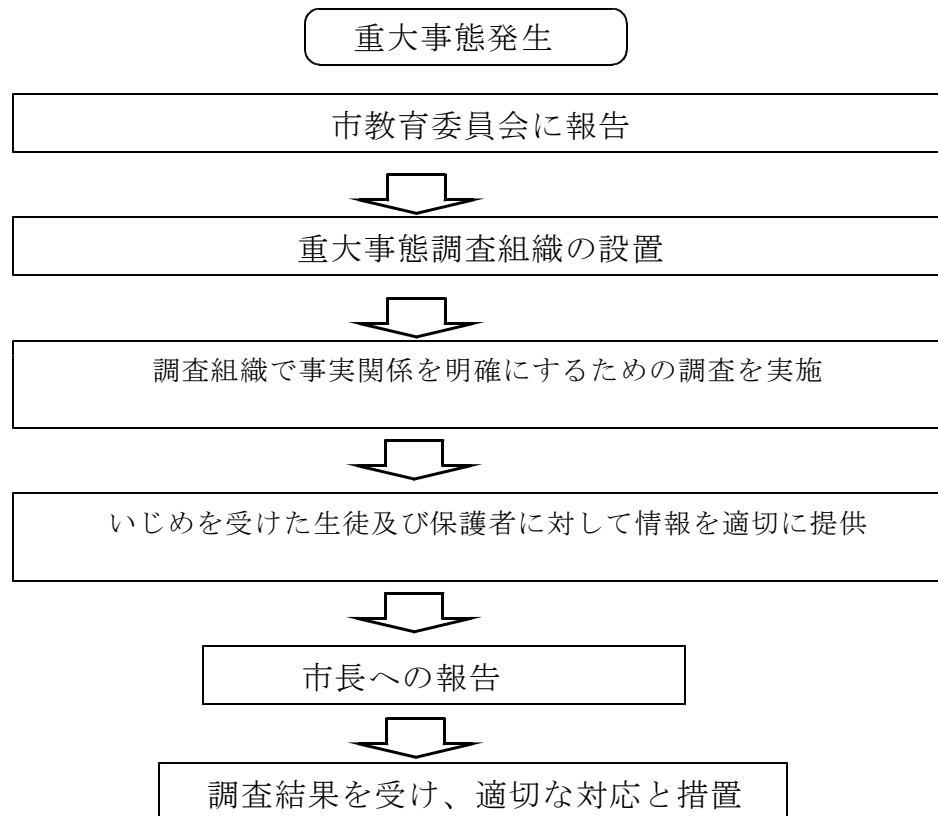 重大事態発生
市教育委員会に報告
重大事態調査組織の設置
調査組織で事実関係を明確にするための調査を実施
いじめを受けた生徒及び保護者に対して情報を適切に提供
市長への報告
調査結果を受け、適切な対応と措置